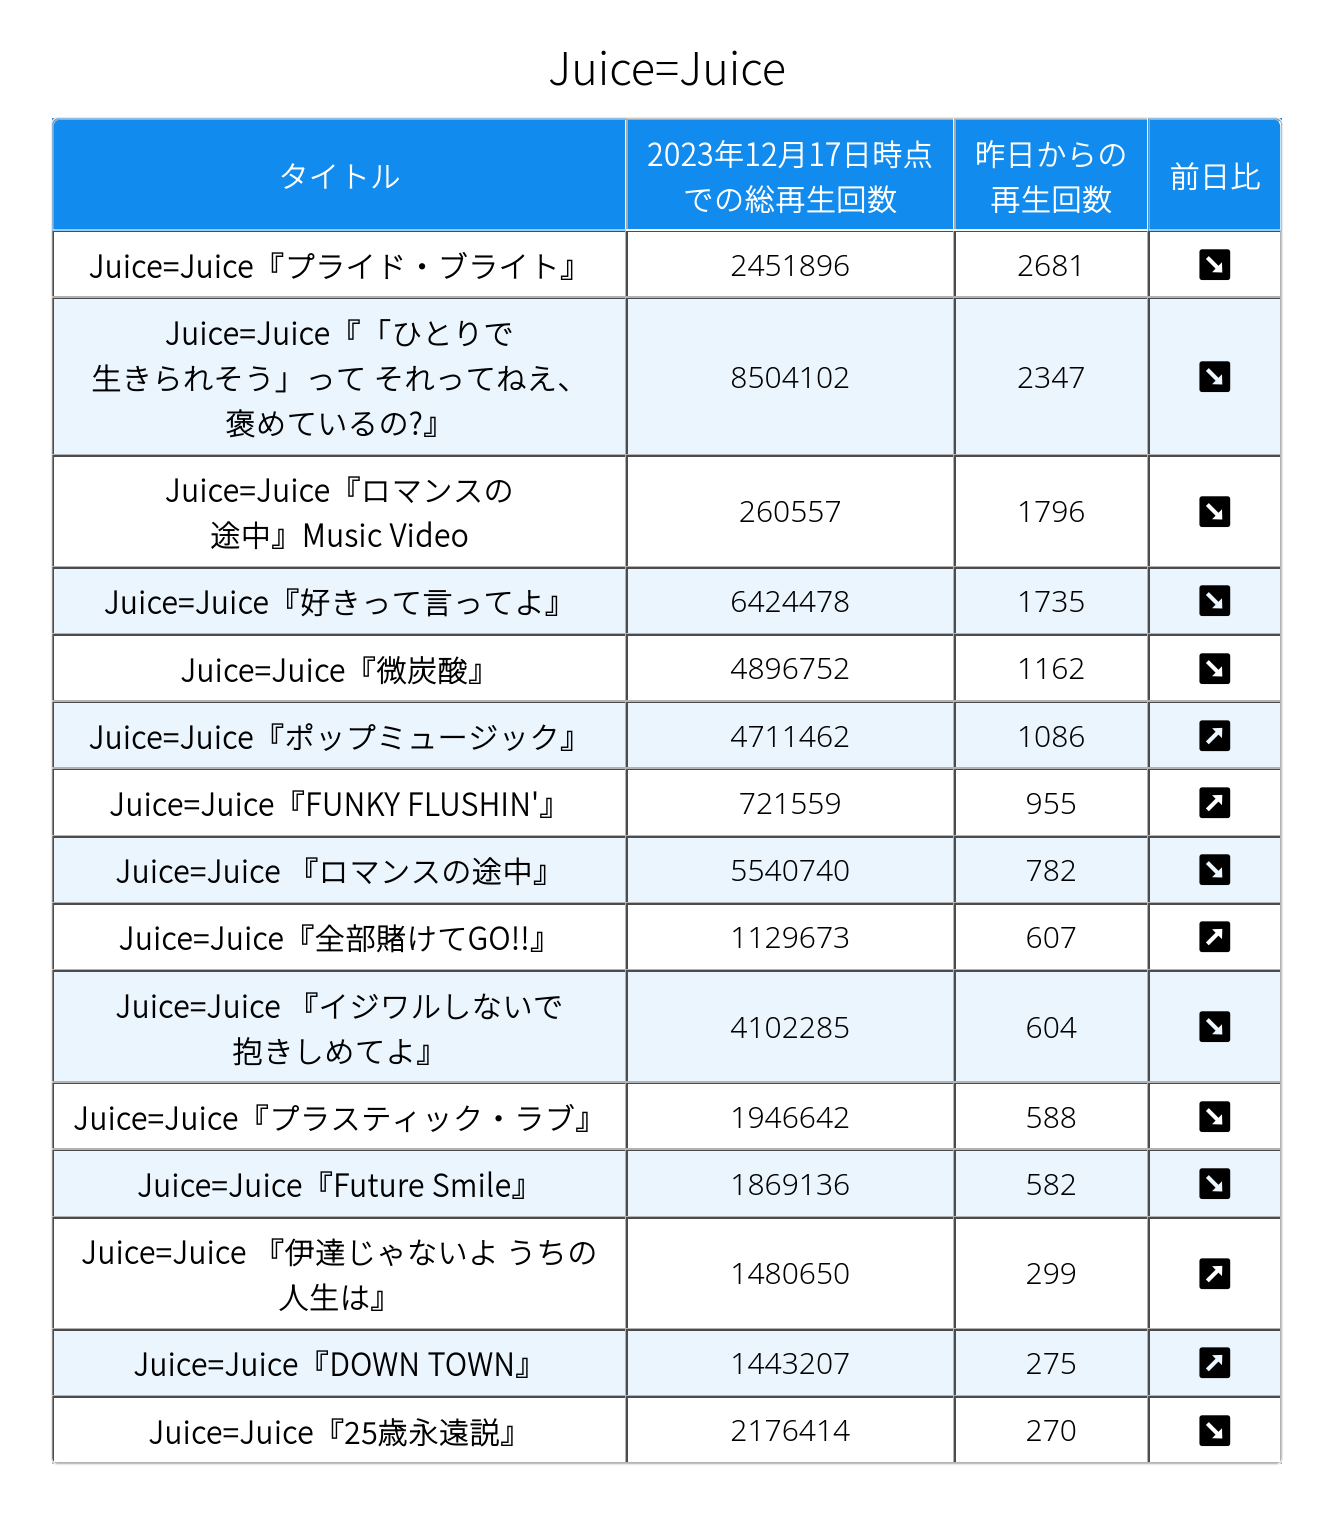 Juice=Juice
タイトル
2023年12月17日時点
での総再生回数
昨日からの
再生回数
前日比
Juice=Juice『プライド・ブライト』
2451896
2681
↘
Juice=Juice『「ひとりで
生きられそう」って それってねえ、
褒めているの?』
8504102
2347
↘
Juice=Juice『ロマンスの
途中』Music Video
260557
1796
↘
Juice=Juice『好きって言ってよ』
6424478
1735
↘
Juice=Juice『微炭酸』
4896752
1162
↘
Juice=Juice『ポップミュージック』
4711462
1086
↗
Juice=Juice『FUNKY FLUSHIN'』
721559
955
↗
Juice=Juice 『ロマンスの途中』
5540740
782
↘
Juice=Juice『全部賭けてGO!!』
1129673
607
↗
Juice=Juice 『イジワルしないで
抱きしめてよ』
4102285
604
↘
Juice=Juice『プラスティック・ラブ』
1946642
588
↘
Juice=Juice『Future Smile』
1869136
582
↘
Juice=Juice 『伊達じゃないよ うちの
人生は』
1480650
299
↗
Juice=Juice『DOWN TOWN』
1443207
275
↗
Juice=Juice『25歳永遠説』
2176414
270
↘